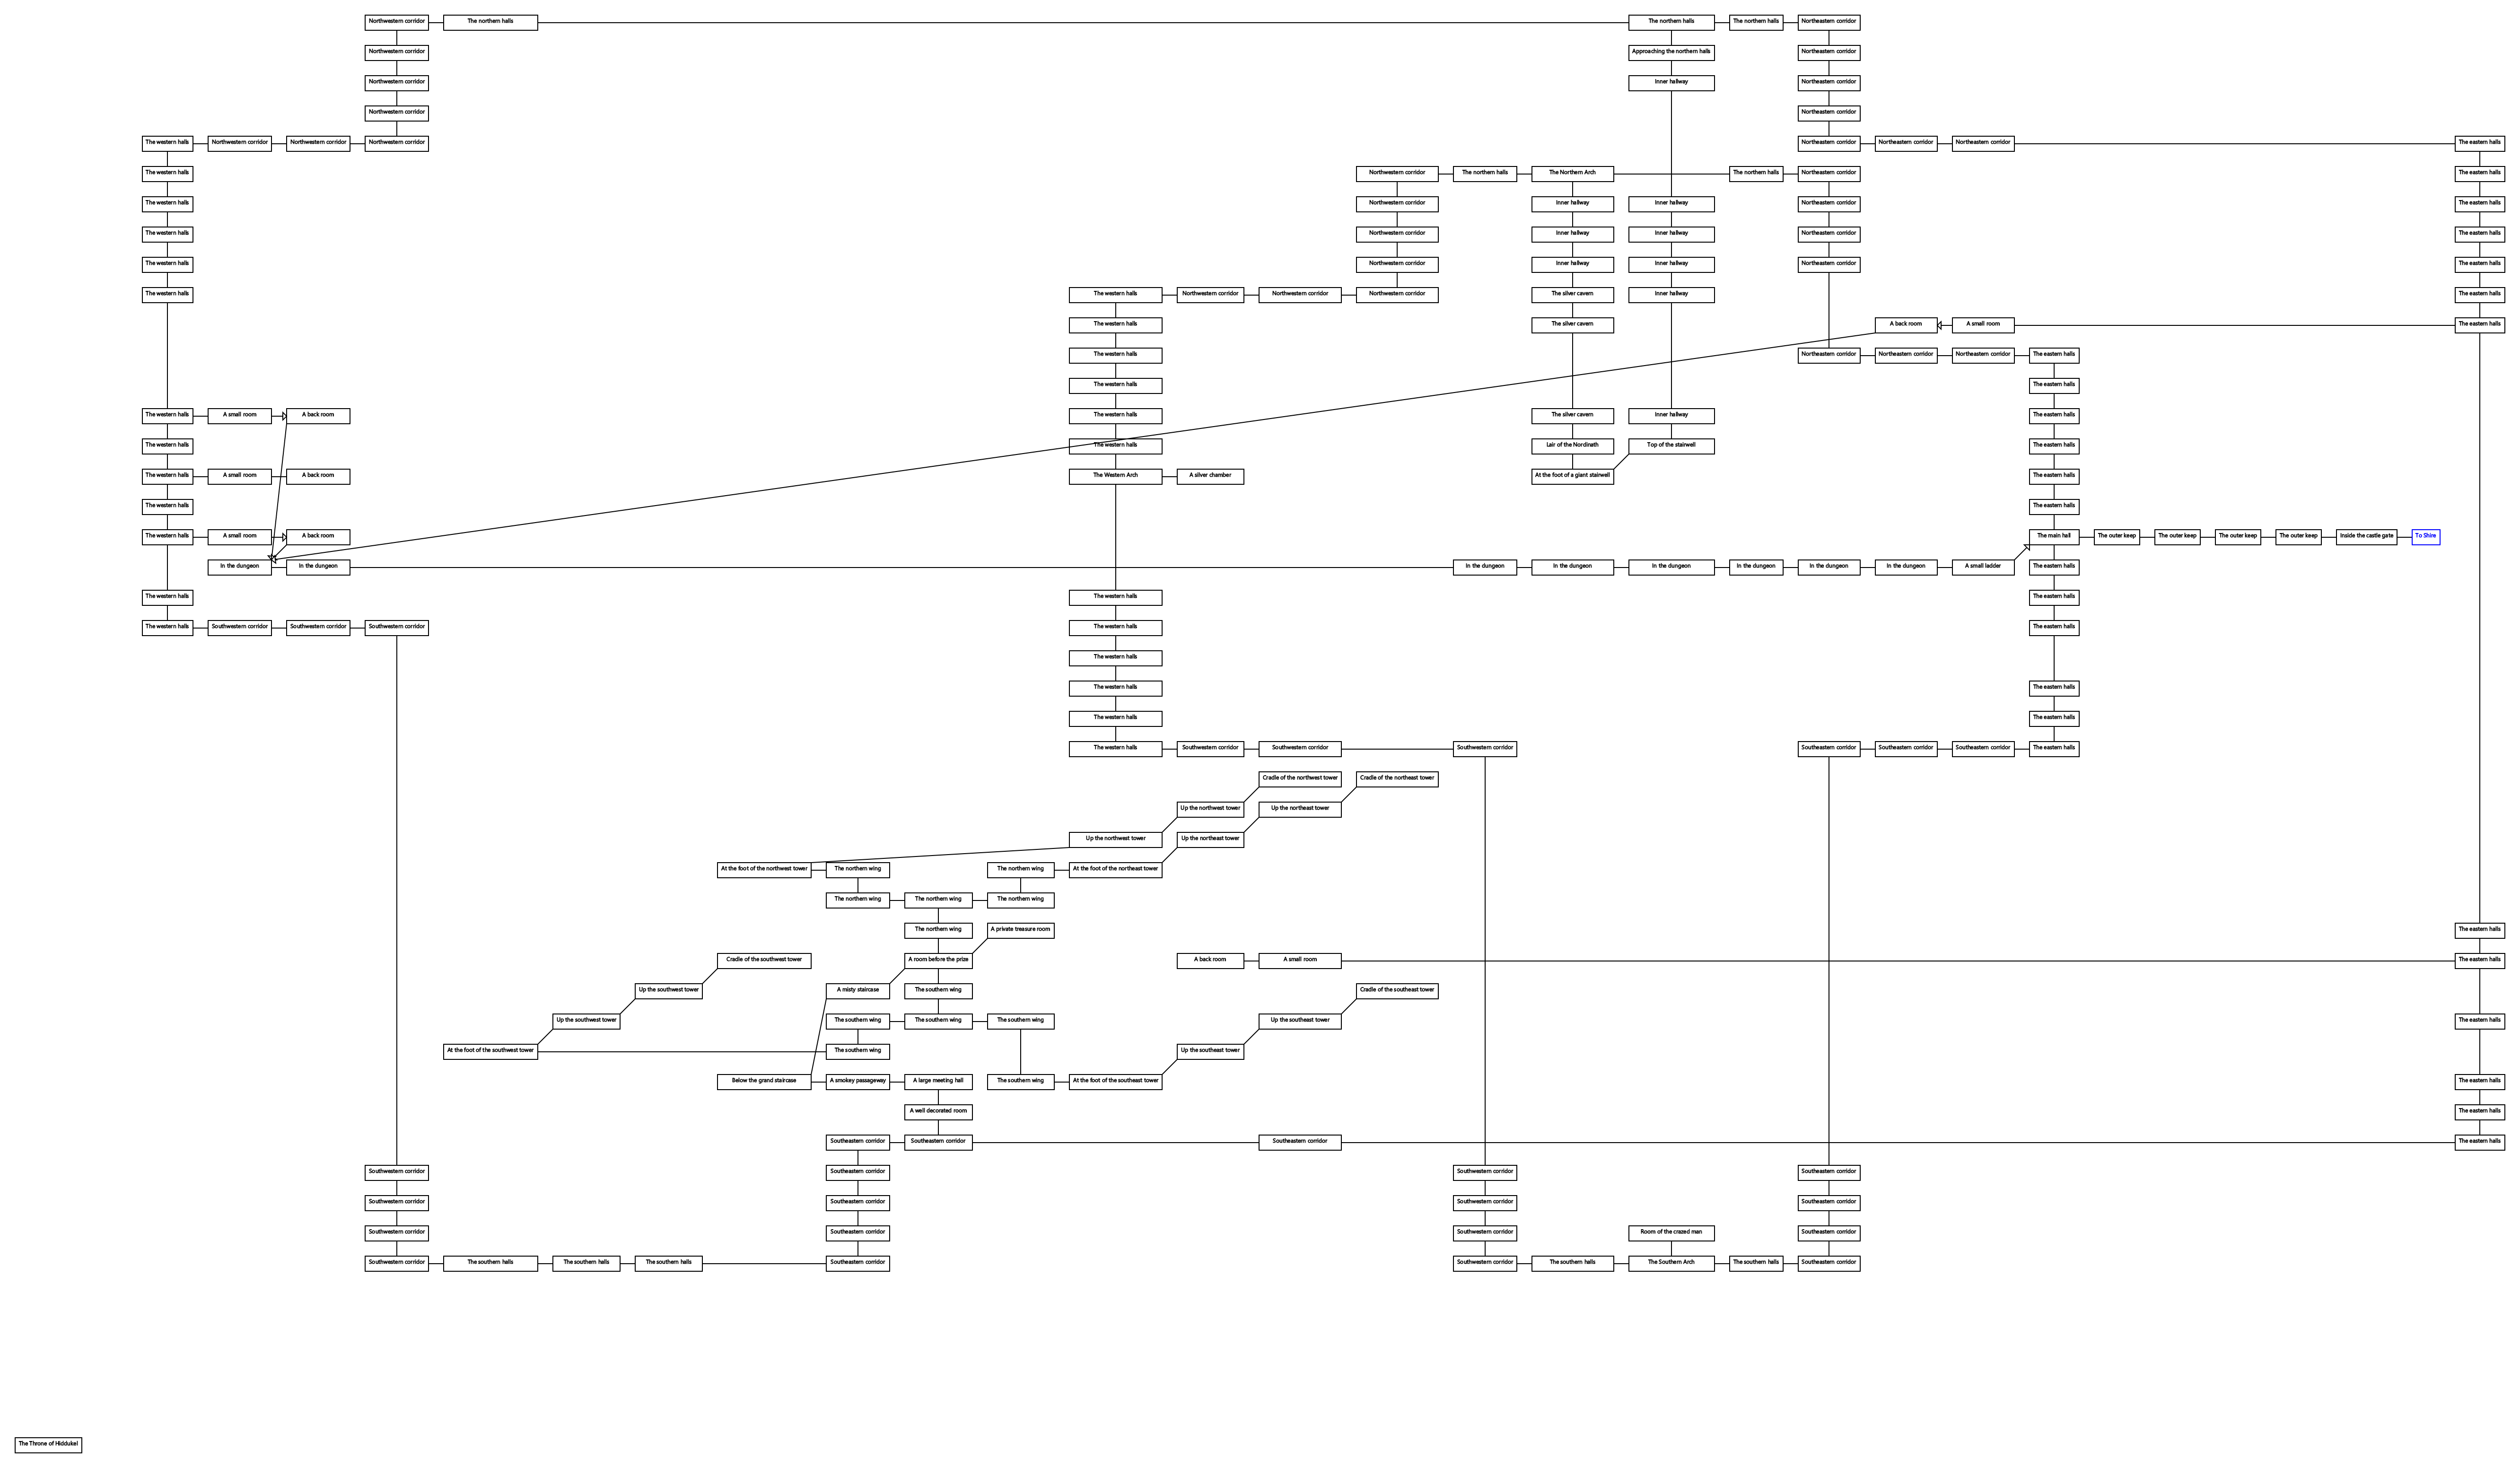 Northwestern corridor
The northern halls
The northern halls
The northern halls
Northeastern corridor
Northwestern corridor
Approaching the northern halls
Northeastern corridor
Northwestern corridor
Inner hallway
Northeastern corridor
Northwestern corridor
Northeastern corridor
The western halls
Northwestern corridor
Northwestern corridor
Northwestern corridor
Northeastern corridor
Northeastern corridor
Northeastern corridor
The eastern halls
The western halls
Northwestern corridor
The northern halls
The Northern Arch
The northern halls
Northeastern corridor
The eastern halls
The western halls
Northwestern corridor
Inner hallway
Inner hallway
Northeastern corridor
The eastern halls
The western halls
Northwestern corridor
Inner hallway
Inner hallway
Northeastern corridor
The eastern halls
The western halls
Northwestern corridor
Inner hallway
Inner hallway
Northeastern corridor
The eastern halls
The western halls
The western halls
Northwestern corridor
Northwestern corridor
Northwestern corridor
The silver cavern
Inner hallway
The eastern halls
The western halls
The silver cavern
A back room
A small room
The eastern halls
The western halls
Northeastern corridor
Northeastern corridor
Northeastern corridor
The eastern halls
The western halls
The eastern halls
The western halls
A small room
A back room
The western halls
The silver cavern
Inner hallway
The eastern halls
The western halls
The western halls
Lair of the Nordinath
Top of the stairwell
The eastern halls
The western halls
A small room
A back room
The Western Arch
A silver chamber
At the foot of a giant stairwell
The eastern halls
The western halls
The eastern halls
The western halls
A small room
A back room
The main hall
The outer keep
The outer keep
The outer keep
The outer keep
Inside the castle gate
To Shire
In the dungeon
In the dungeon
In the dungeon
In the dungeon
In the dungeon
In the dungeon
In the dungeon
In the dungeon
A small ladder
The eastern halls
The western halls
The western halls
The eastern halls
The western halls
Southwestern corridor
Southwestern corridor
Southwestern corridor
The western halls
The eastern halls
The western halls
The western halls
The eastern halls
The western halls
The eastern halls
The western halls
Southwestern corridor
Southwestern corridor
Southwestern corridor
Southeastern corridor
Southeastern corridor
Southeastern corridor
The eastern halls
Cradle of the northwest tower
Cradle of the northeast tower
Up the northwest tower
Up the northeast tower
Up the northwest tower
Up the northeast tower
At the foot of the northwest tower
The northern wing
The northern wing
At the foot of the northeast tower
The northern wing
The northern wing
The northern wing
The northern wing
A private treasure room
The eastern halls
Cradle of the southwest tower
A room before the prize
A back room
A small room
The eastern halls
Up the southwest tower
A misty staircase
The southern wing
Cradle of the southeast tower
Up the southwest tower
The southern wing
The southern wing
The southern wing
Up the southeast tower
The eastern halls
At the foot of the southwest tower
The southern wing
Up the southeast tower
Below the grand staircase
A smokey passageway
A large meeting hall
The southern wing
At the foot of the southeast tower
The eastern halls
A well decorated room
The eastern halls
Southeastern corridor
Southeastern corridor
Southeastern corridor
The eastern halls
Southwestern corridor
Southeastern corridor
Southwestern corridor
Southeastern corridor
Southwestern corridor
Southeastern corridor
Southwestern corridor
Southeastern corridor
Southwestern corridor
Southeastern corridor
Southwestern corridor
Room of the crazed man
Southeastern corridor
Southwestern corridor
The southern halls
The southern halls
The southern halls
Southeastern corridor
Southwestern corridor
The southern halls
The Southern Arch
The southern halls
Southeastern corridor
The Throne of Hiddukel